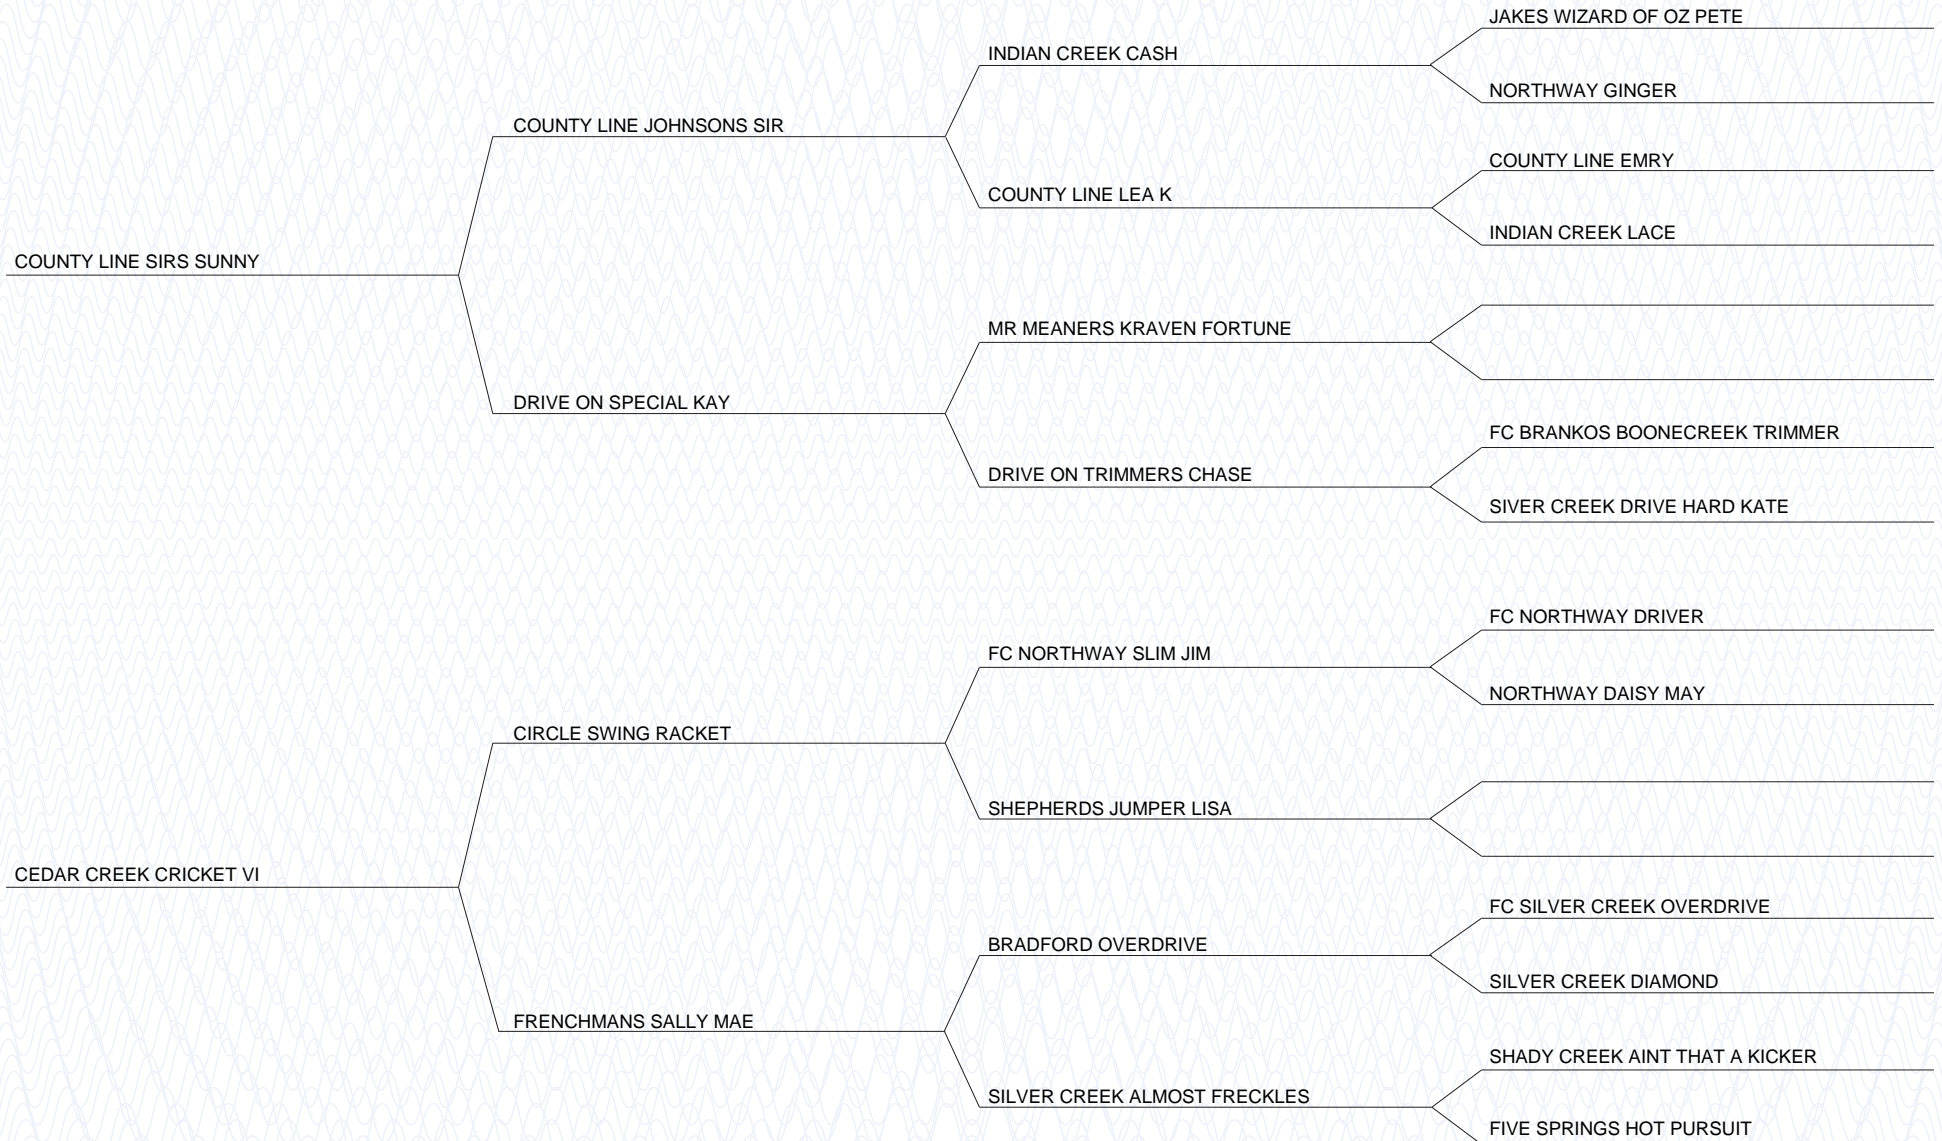 JAKES WIZARD OF OZ PETE
INDIAN CREEK CASH
NORTHWAY GINGER
COUNTY LINE JOHNSONS SIR
COUNTY LINE EMRY
COUNTY LINE LEA K
INDIAN CREEK LACE
COUNTY LINE SIRS SUNNY
MR MEANERS KRAVEN FORTUNE
DRIVE ON SPECIAL KAY
FC BRANKOS BOONECREEK TRIMMER
DRIVE ON TRIMMERS CHASE
SIVER CREEK DRIVE HARD KATE
FC NORTHWAY DRIVER
FC NORTHWAY SLIM JIM
NORTHWAY DAISY MAY
CIRCLE SWING RACKET
SHEPHERDS JUMPER LISA
CEDAR CREEK CRICKET VI
FC SILVER CREEK OVERDRIVE
BRADFORD OVERDRIVE
SILVER CREEK DIAMOND
FRENCHMANS SALLY MAE
SHADY CREEK AINT THAT A KICKER
SILVER CREEK ALMOST FRECKLES
FIVE SPRINGS HOT PURSUIT